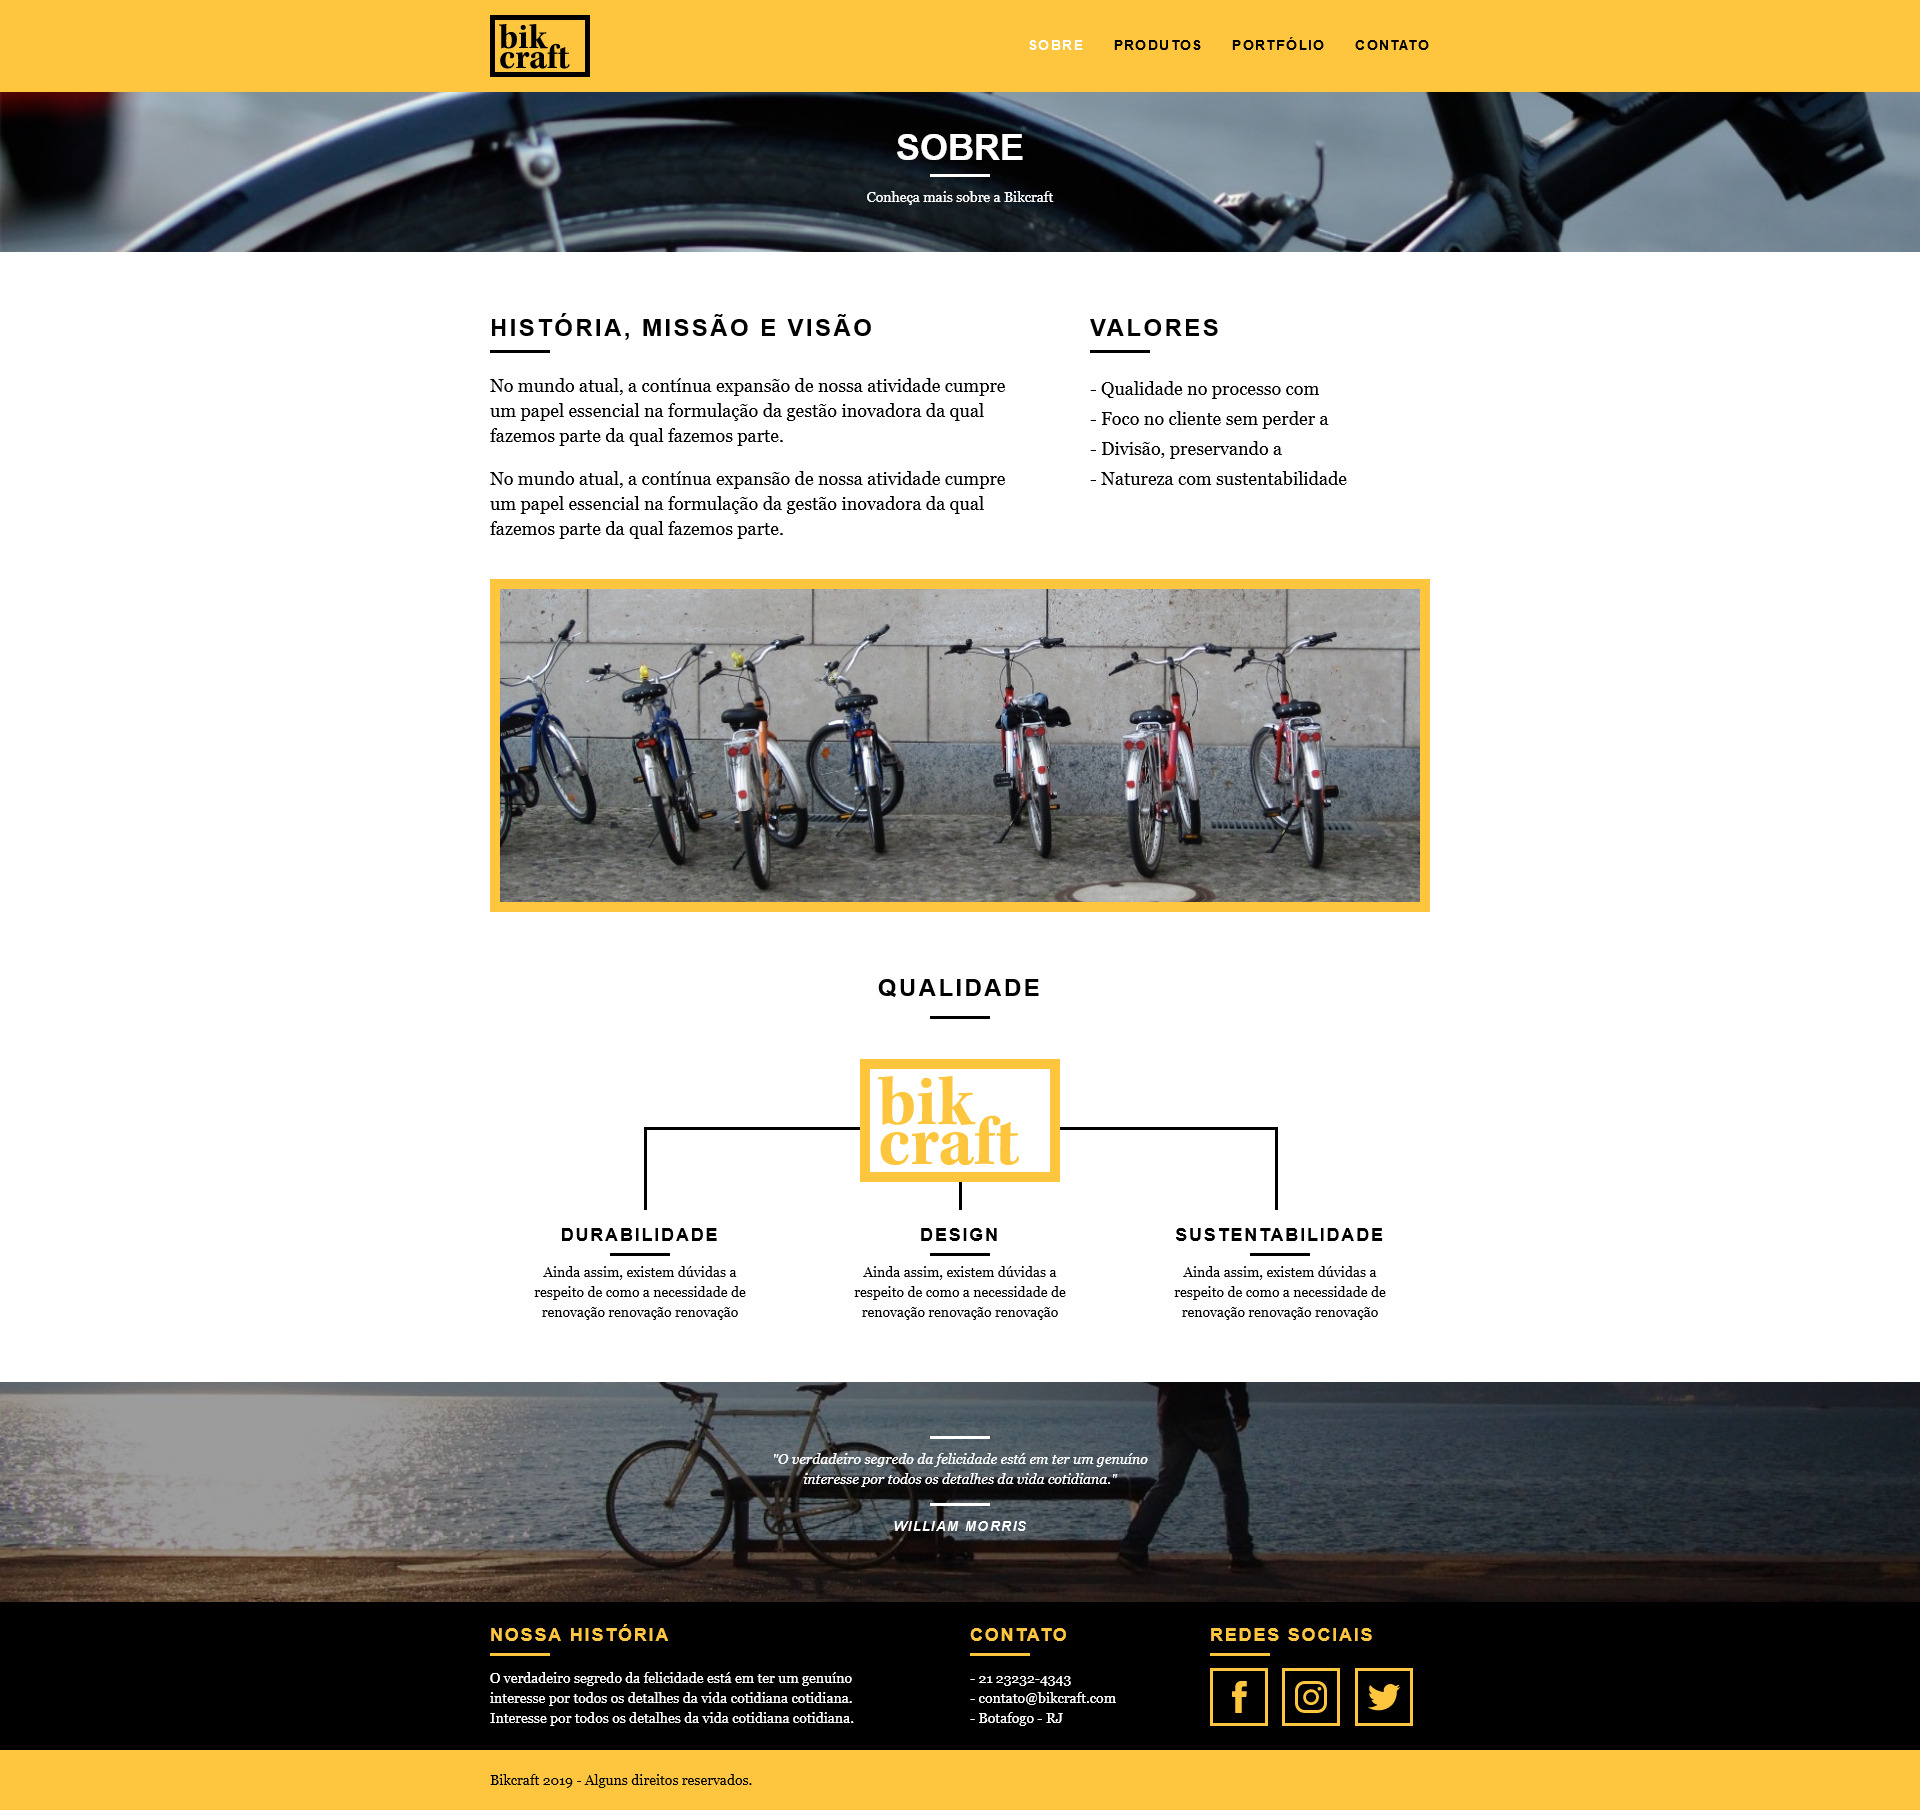 bik
craft
SOBRE PRODUTOS PORTFÓLIO CONTATO
SOBRE
Conheça mais sobre a Bikcraft
HISTÓRIA, MISSÃO E VISÃO
No mundo atual, a contínua expansão de nossa atividade cumpre
um papel essencial na formulação da gestão inovadora da qual
fazemos parte da qual fazemos parte.
No mundo atual, a contínua expansão de nossa atividade cumpre
um papel essencial na formulação da gestão inovadora da qual
fazemos parte da qual fazemos parte.
VALORES
- Qualidade no processo com
- Foco no cliente sem perder a
- Divisão, preservando a
- Natureza com sustentabilidade
QUALIDADE
bik
craft
DURABILIDADE
Ainda assim, existem dúvidas a
respeito de como a necessidade de
renovação renovação renovação
DESIGN
Ainda assim, existem dúvidas a
respeito de como a necessidade de
renovação renovação renovação
SUSTENTABILIDADE
Ainda assim, existem dúvidas a
respeito de como a necessidade de
renovação renovação renovação
"O verdadeiro segredo da felicidade está em ter um genuíno
interesse por todos os detalhes da vida cotidiana."
WILLIAM MORRIS
NOSSA HISTÓRIA
O verdadeiro segredo da felicidade está em ter um genuíno
interesse por todos os detalhes da vida cotidiana cotidiana.
Interesse por todos os detalhes da vida cotidiana cotidiana.
CONTATO
- 21 23232-4343
- contato@bikcraft.com
- Botafogo - RJ
REDES SOCIAIS
Bikcraft 2019 - Alguns direitos reservados.